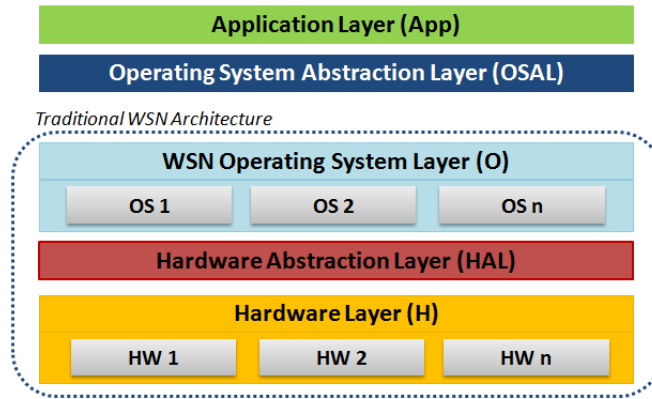 Application Layer (App)
Operating System Abstraction Layer (OSAL)
Traditional WSN Architecture
WSN Operating System Layer (O)
OS 1 OS 2 OS n
Hardware Abstraction Layer (HAL)
Hardware Layer (H)
HW 1 HW 2 HW n